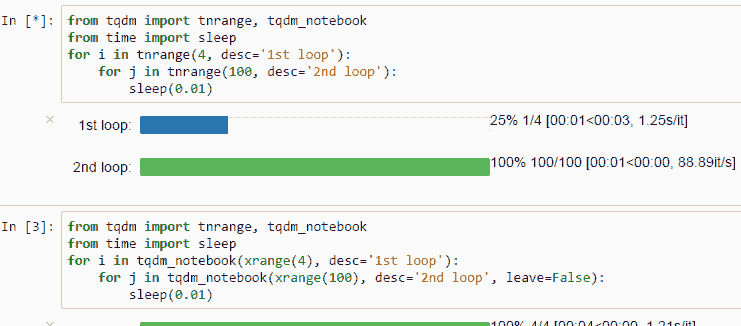 In [*]: from tqdm import tnrange, tqdm_notebook
from time import sleep
for i in tnrange(4, desc='1st loop'):
    for j in tnrange(100, desc='2nd loop'):
        sleep(0.01)
× 1st loop: 25% 1/4 [00:01<00:03, 1.25s/it]
2nd loop: 100% 100/100 [00:01<00:00, 88.89it/s]
In [3]: from tqdm import tnrange, tqdm_notebook
from time import sleep
for i in tqdm_notebook(xrange(4), desc='1st loop'):
    for j in tqdm_notebook(xrange(100), desc='2nd loop', leave=False):
        sleep(0.01)
× 100% 4/4 [00:04<00:00, 1.21s/it]